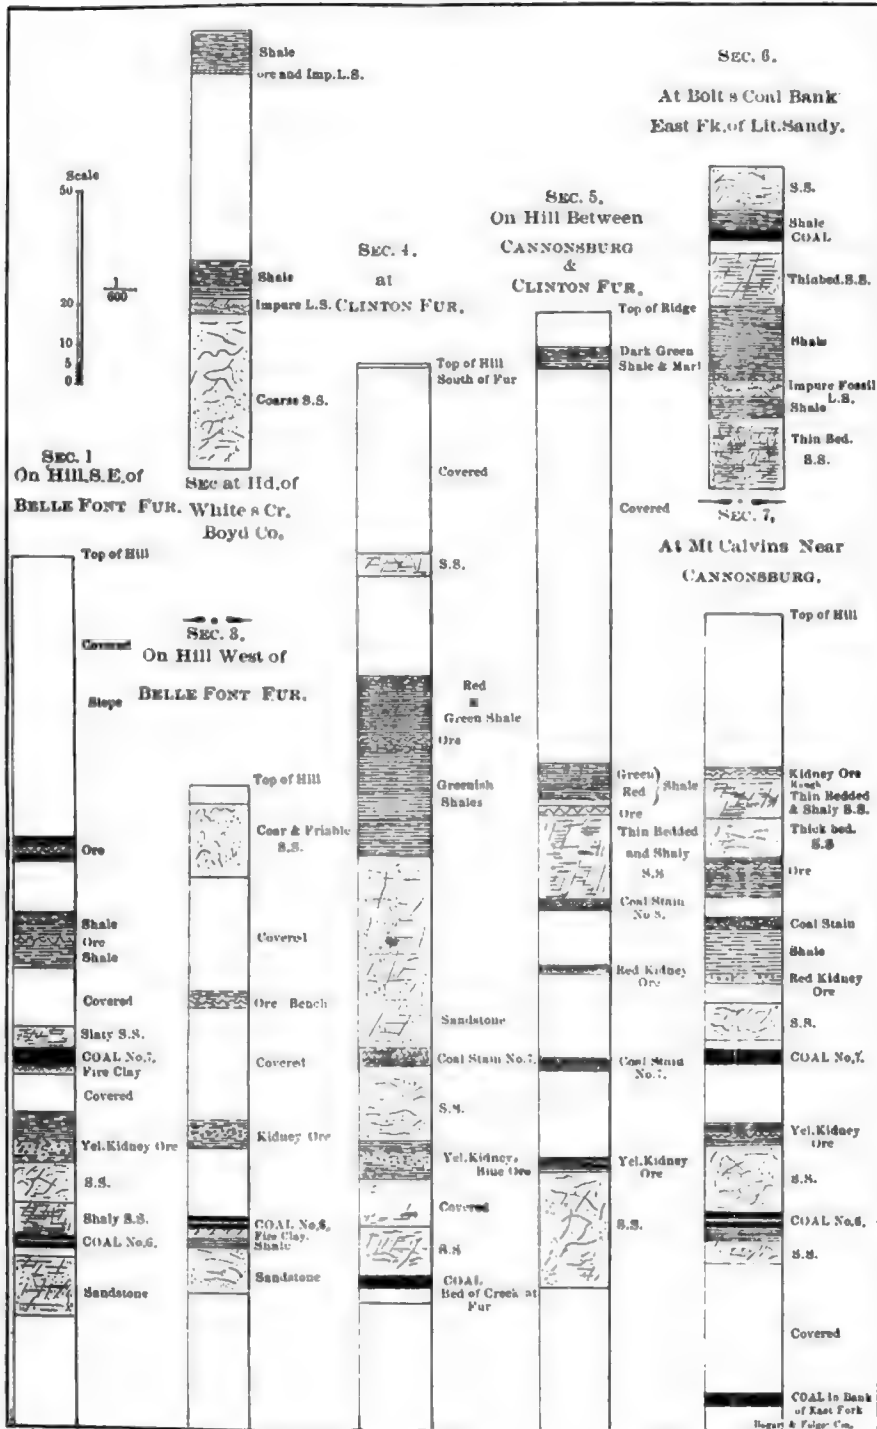 Scale
50
20
10
5
0
1
600
Shale
ore and Imp. L.S.
Shale
Impure L.S.
Coarse S.S.
Sec at Hd. of
White s Cr.
Boyd Co.
SEC. 1
On Hill, S.E. of
BELLE FONT FUR.
Top of Hill
Covered
Slope
Ore
Shale
Ore
Shale
Covered
Slaty S.S.
COAL No. 7.
Fire Clay
Covered
Yel. Kidney Ore
S.S.
Shaly S.S.
COAL No. 6.
Sandstone
SEC. 3.
On Hill West of
BELLE FONT FUR.
Top of Hill
Coar & Friable
S.S.
Covered
Ore Bench
Covered
Kidney Ore
COAL No. 6.
Fire Clay.
Shale
Sandstone
SEC. 4.
at
CLINTON FUR.
Top of Hill
South of Fur
Covered
S.S.
Red
Green Shale
Ore
Greenish
Shales
Sandstone
Coal Stain No. 7.
S.S.
Yel. Kidney.
Blue Ore
Covered
S.S
COAL
Bed of Creek at
Fur
SEC. 5.
On Hill Between
CANNONSBURG
&
CLINTON FUR.
Top of Ridge
Dark Green
Shale & Marl
Covered
Green
Red } Shale
Ore
Thin Bedded
and Shaly
S.S
Coal Stain
No 8.
Red Kidney
Ore
Coal Stain
No. 7.
Yel. Kidney
Ore
S.S.
SEC. 6.
At Bolt s Coal Bank
East Fk. of Lit. Sandy.
S.S.
Shale
COAL
Thinbed. S.S.
Shale
Impure Fossil
L.S.
Shale
Thin Bed.
S.S.
SEC. 7.
At Mt Calvins Near
CANNONSBURG.
Top of Hill
Kidney Ore
Rough
Thin Bedded
& Shaly S.S.
Thick bed.
S.S
Ore
Coal Stain
Shale
Red Kidney
Ore
S.S.
COAL No. 7.
Yel. Kidney
Ore
S.S.
COAL No. 6.
S.S.
Covered
COAL in Bank
of East Fork